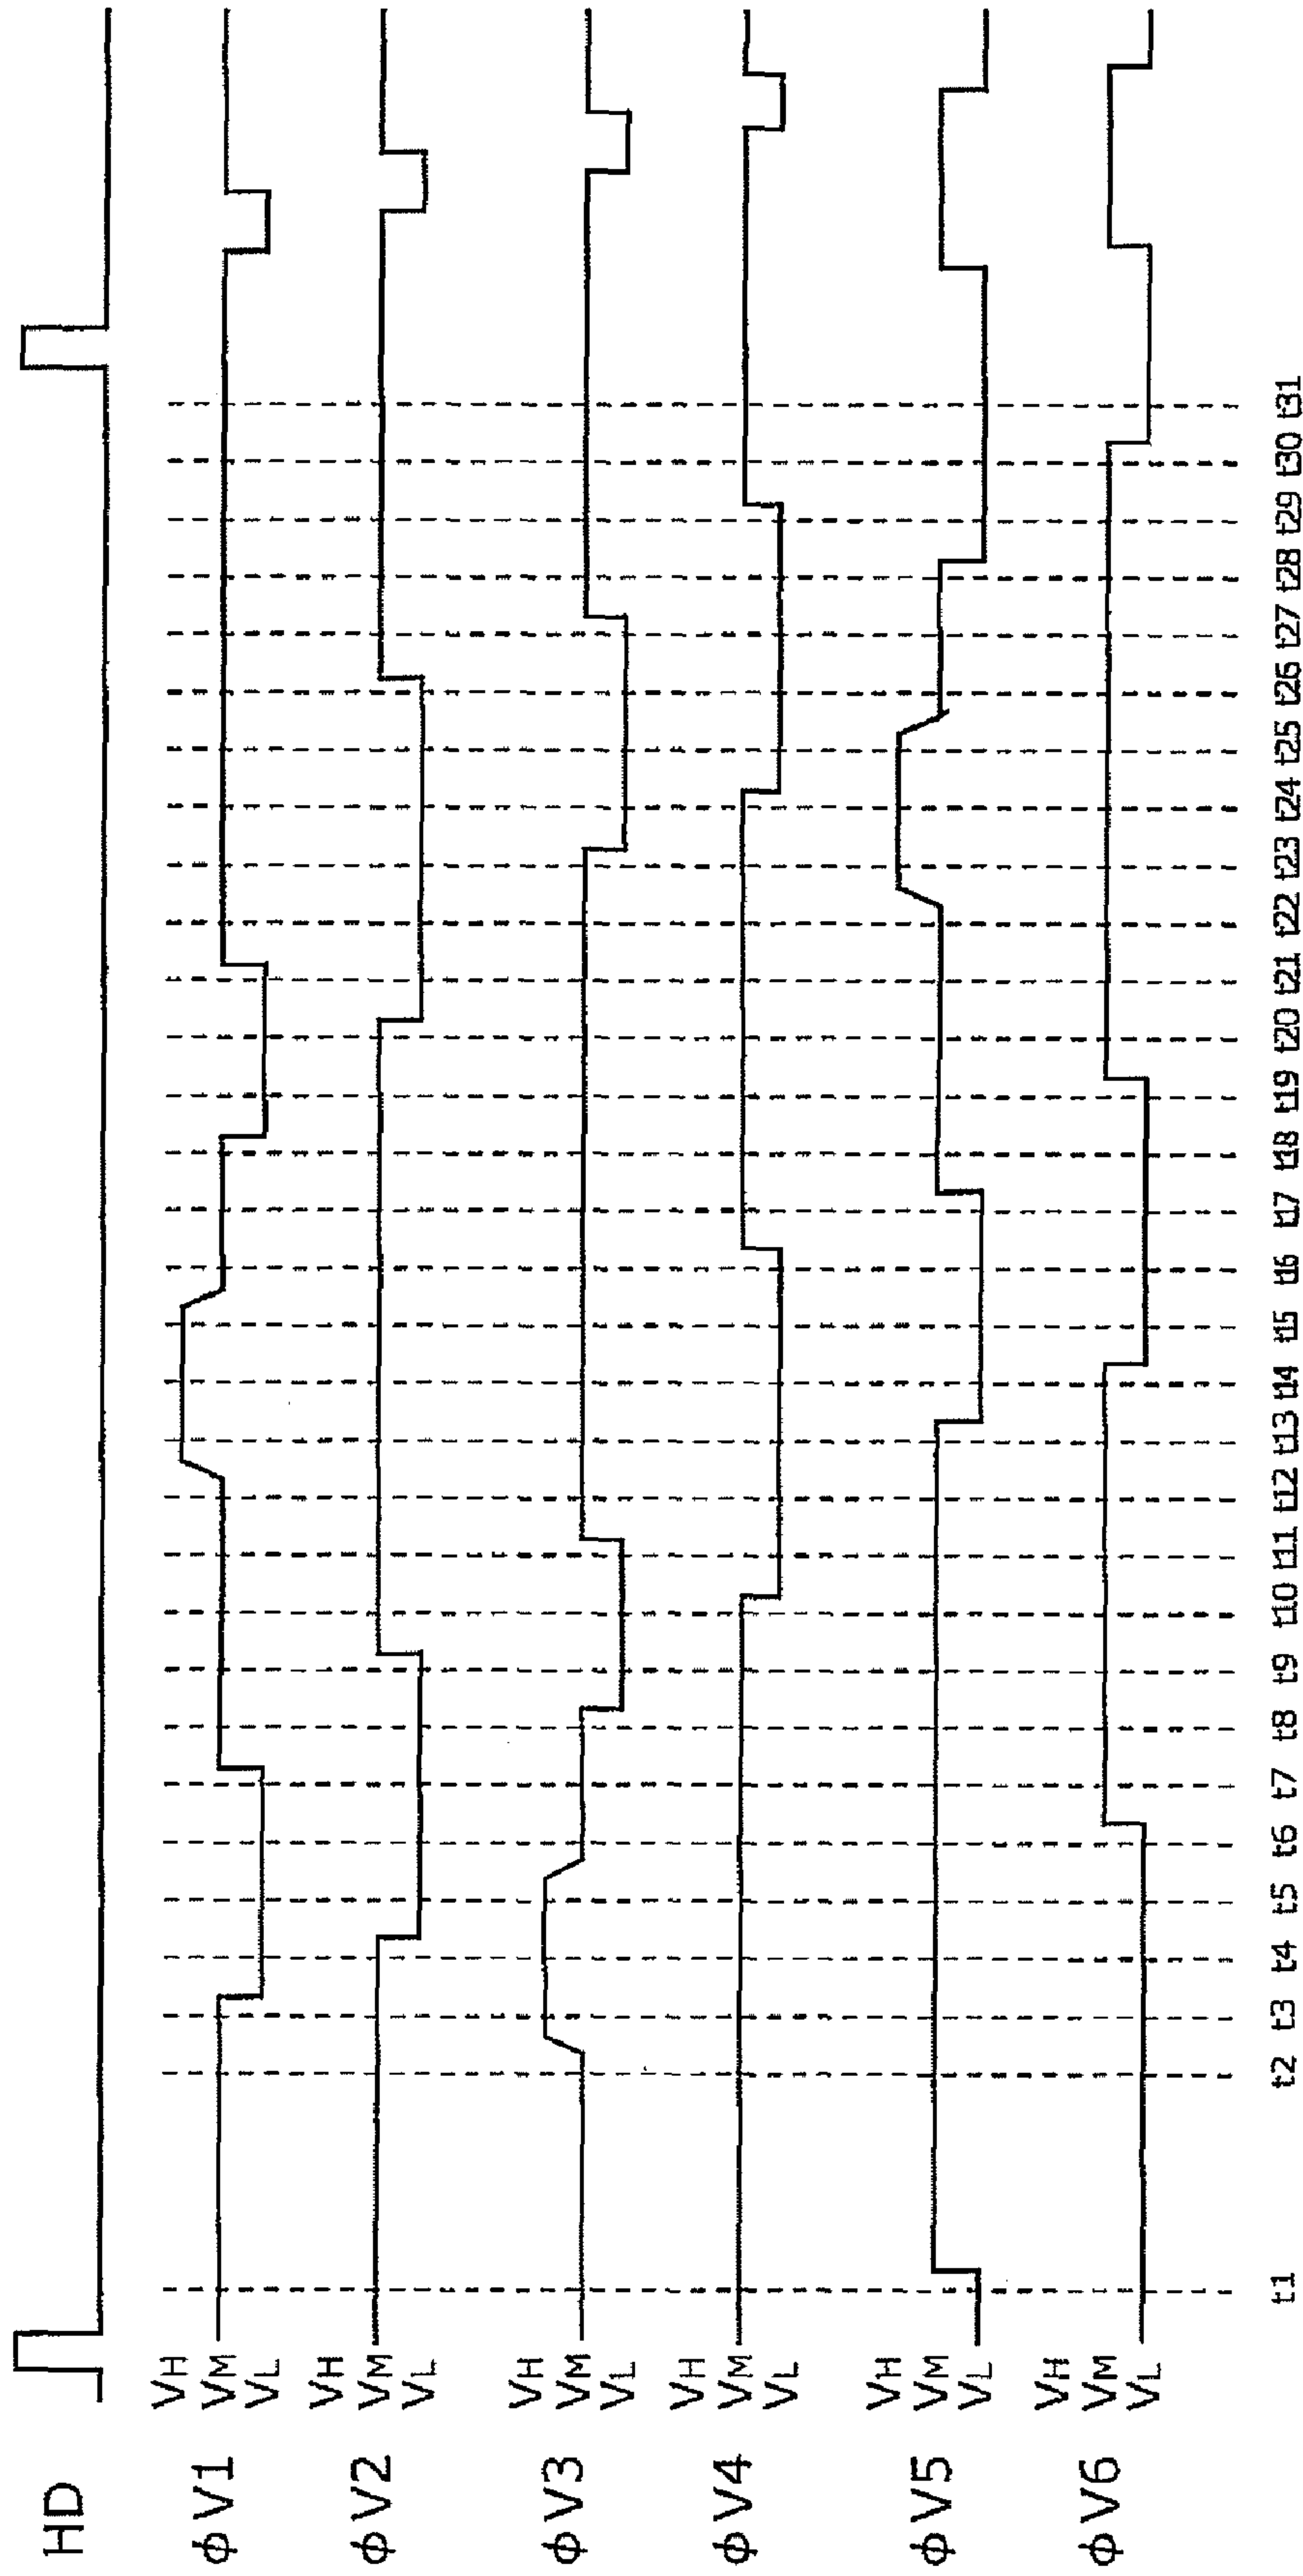 HD
VH
VM
VL
φV1
VH
VM
VL
φV2
VH
VM
VL
φV3
VH
VM
VL
φV4
VH
VM
VL
φV5
VH
VM
VL
φV6
t1 t2 t3 t4 t5 t6 t7 t8 t9 t10 t11 t12 t13 t14 t15 t16 t17 t18 t19 t20 t21 t22 t23 t24 t25 t26 t27 t28 t29 t30 t31